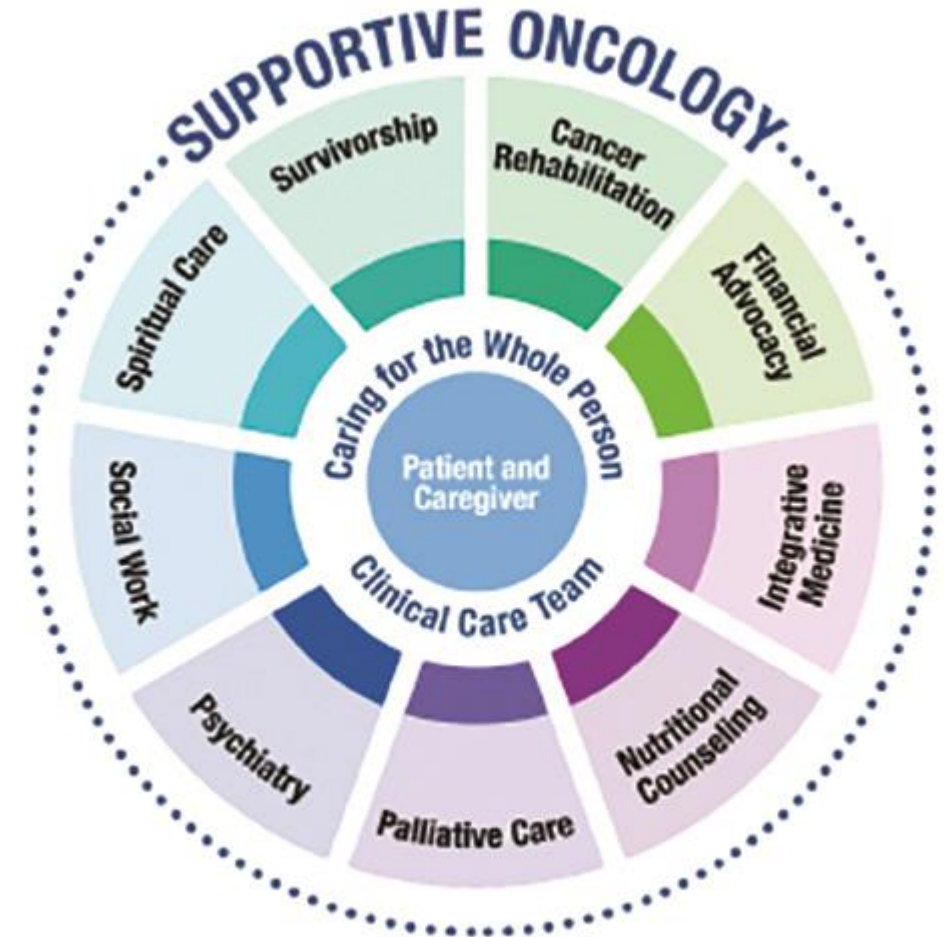 SUPPORTIVE ONCOLOGY
Survivorship
Cancer
Rehabilitation
Financial
Advocacy
Integrative
Medicine
Nutritional
Counseling
Palliative Care
Psychiatry
Social Work
Spiritual Care
Caring for the Whole Person
Patient and
Caregiver
Clinical Care Team